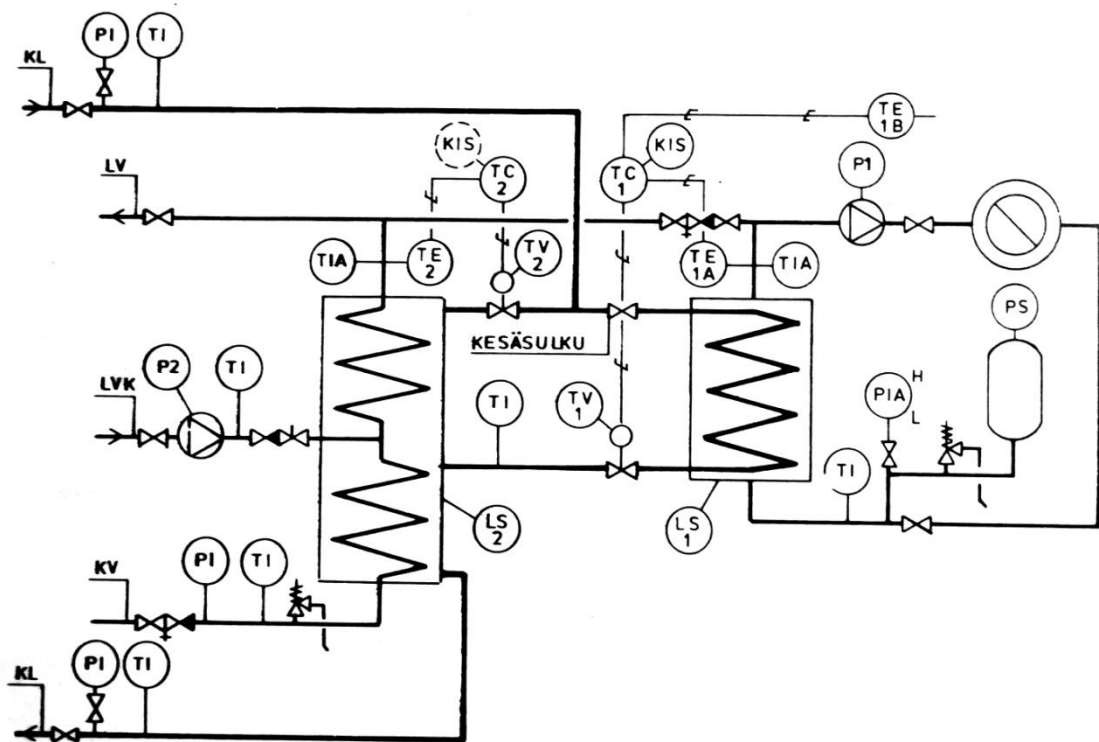 PI
TI
KL
TE
1B
KIS
KIS
TC
2
TC
1
P1
LV
TIA
TE
2
TV
2
TE
1A
TIA
PS
KESÄSULKU
P2
TI
LVK
TI
TV
1
PIA
H
L
TI
LS
2
LS
1
PI
TI
KV
PI
TI
KL